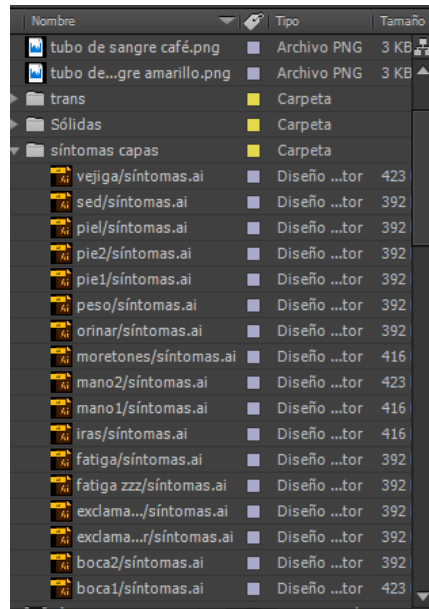 Nombre Tipo Tamaño
tubo de sangre café.png Archivo PNG 3 KB
tubo de...gre amarillo.png Archivo PNG 3 KB
trans Carpeta
Sólidas Carpeta
síntomas capas Carpeta
vejiga/síntomas.ai Diseño ...tor 423
sed/síntomas.ai Diseño ...tor 392
piel/síntomas.ai Diseño ...tor 392
pie2/síntomas.ai Diseño ...tor 392
pie1/síntomas.ai Diseño ...tor 392
peso/síntomas.ai Diseño ...tor 392
orinar/síntomas.ai Diseño ...tor 392
moretones/síntomas.ai Diseño ...tor 416
mano2/síntomas.ai Diseño ...tor 423
mano1/síntomas.ai Diseño ...tor 416
iras/síntomas.ai Diseño ...tor 416
fatiga/síntomas.ai Diseño ...tor 392
fatiga zzz/síntomas.ai Diseño ...tor 392
exclama.../síntomas.ai Diseño ...tor 392
exclama...r/síntomas.ai Diseño ...tor 392
boca2/síntomas.ai Diseño ...tor 392
boca1/síntomas.ai Diseño ...tor 423